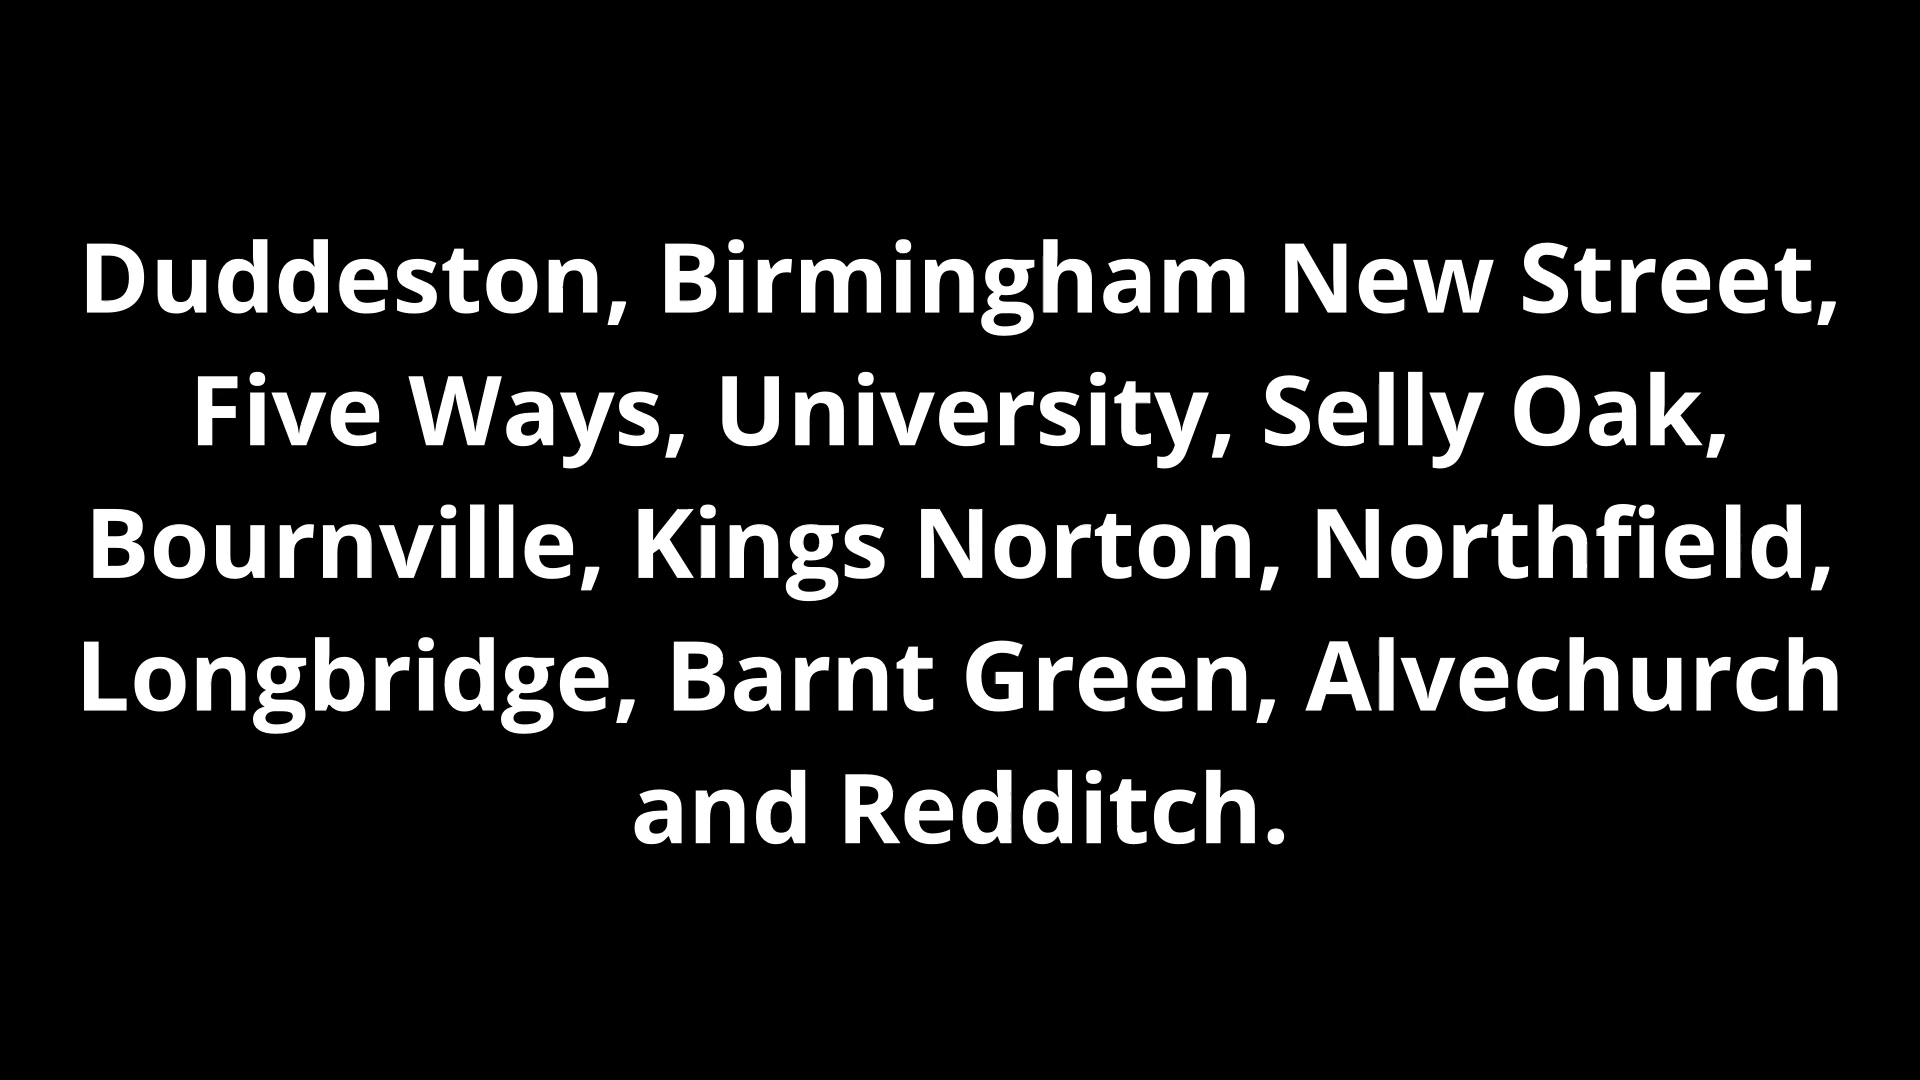 Duddeston, Birmingham New Street,
Five Ways, University, Selly Oak,
Bournville, Kings Norton, Northfield,
Longbridge, Barnt Green, Alvechurch
and Redditch.